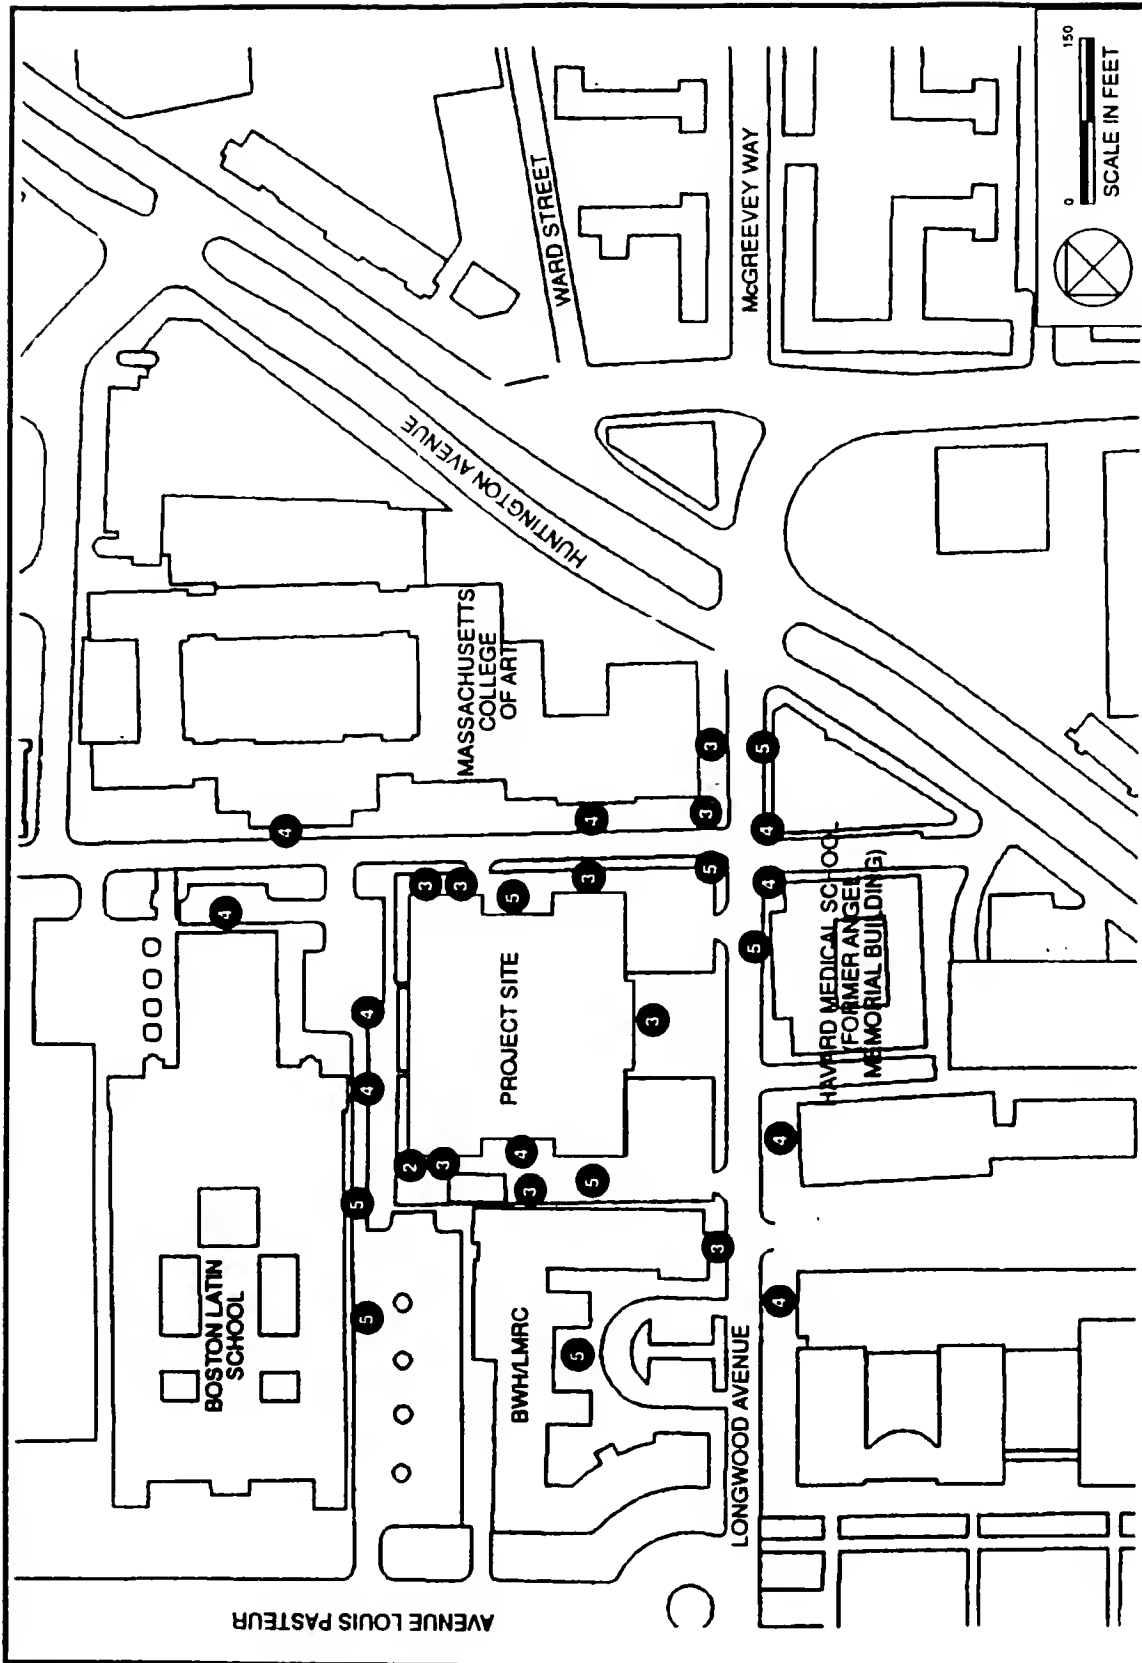 BOSTON LATIN
SCHOOL
AVENUE LOUIS PASTEUR
BWH/LMRC
PROJECT SITE
MASSACHUSETTS
COLLEGE
OF ART
HUNTINGTON AVENUE
WARD STREET
McGREEVEY WAY
LONGWOOD AVENUE
HAVARD MEDICAL SCHOOL
(FORMER ANGEL
MEMORIAL BUILDING)
0 150
SCALE IN FEET
4
4
4
4
4
5
5
2
3
3
3
5
3
4
3
5
3
3
5
3
3
5
5
4
4
5
4
4